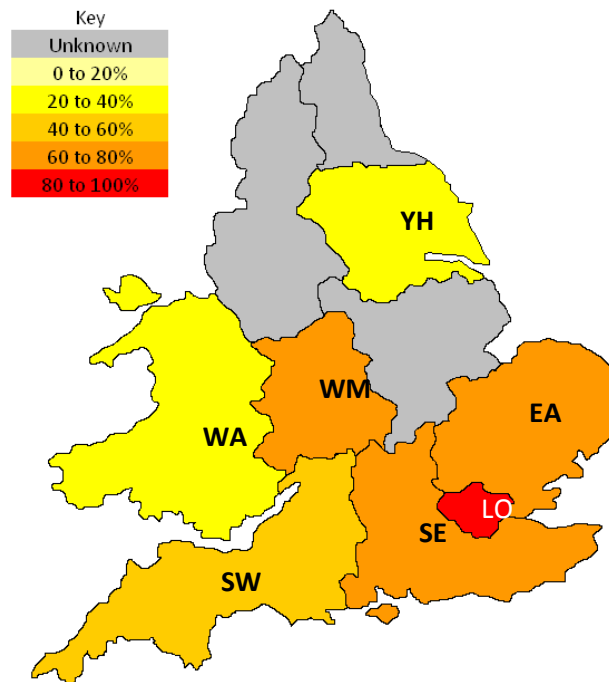 Key
Unknown
0 to 20%
20 to 40%
40 to 60%
60 to 80%
80 to 100%
YH
WM
EA
WA
LO
SE
SW